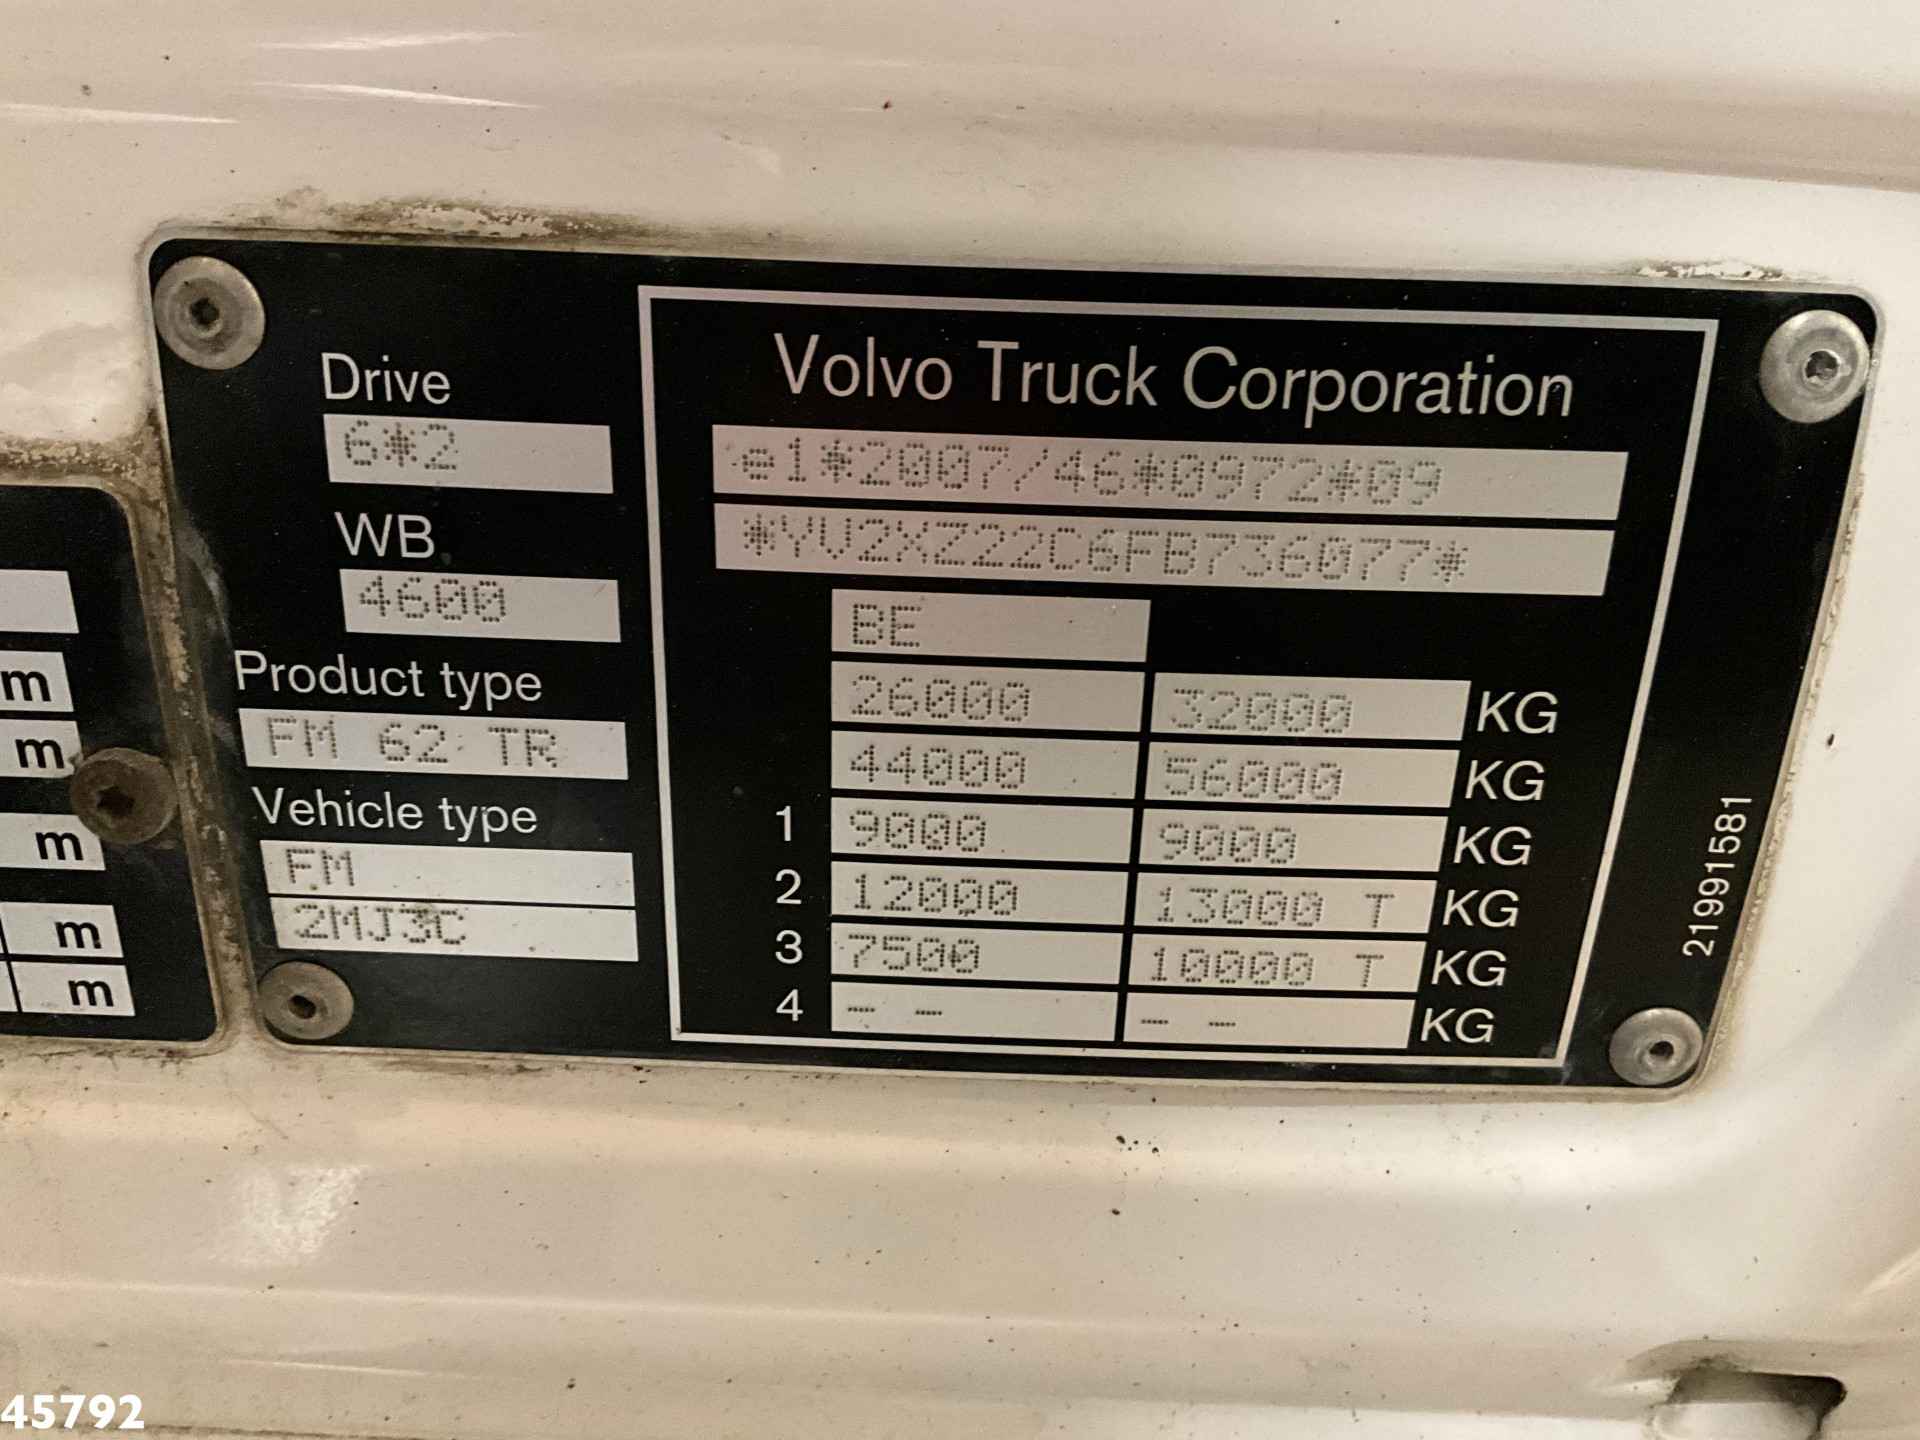 Drive
6*2
WB
4600
Product type
FM 62 TR
Vehicle type
FM
2MJ3C
Volvo Truck Corporation
e1*2007/46*0972*09
*YV2XZ22C6FB736077*
BE
26000 32000 KG
44000 56000 KG
1 9000 9000 KG
2 12000 13000 T KG
3 7500 10000 T KG
4 - - - - KG
21991581
m
m
m
m
m
45792